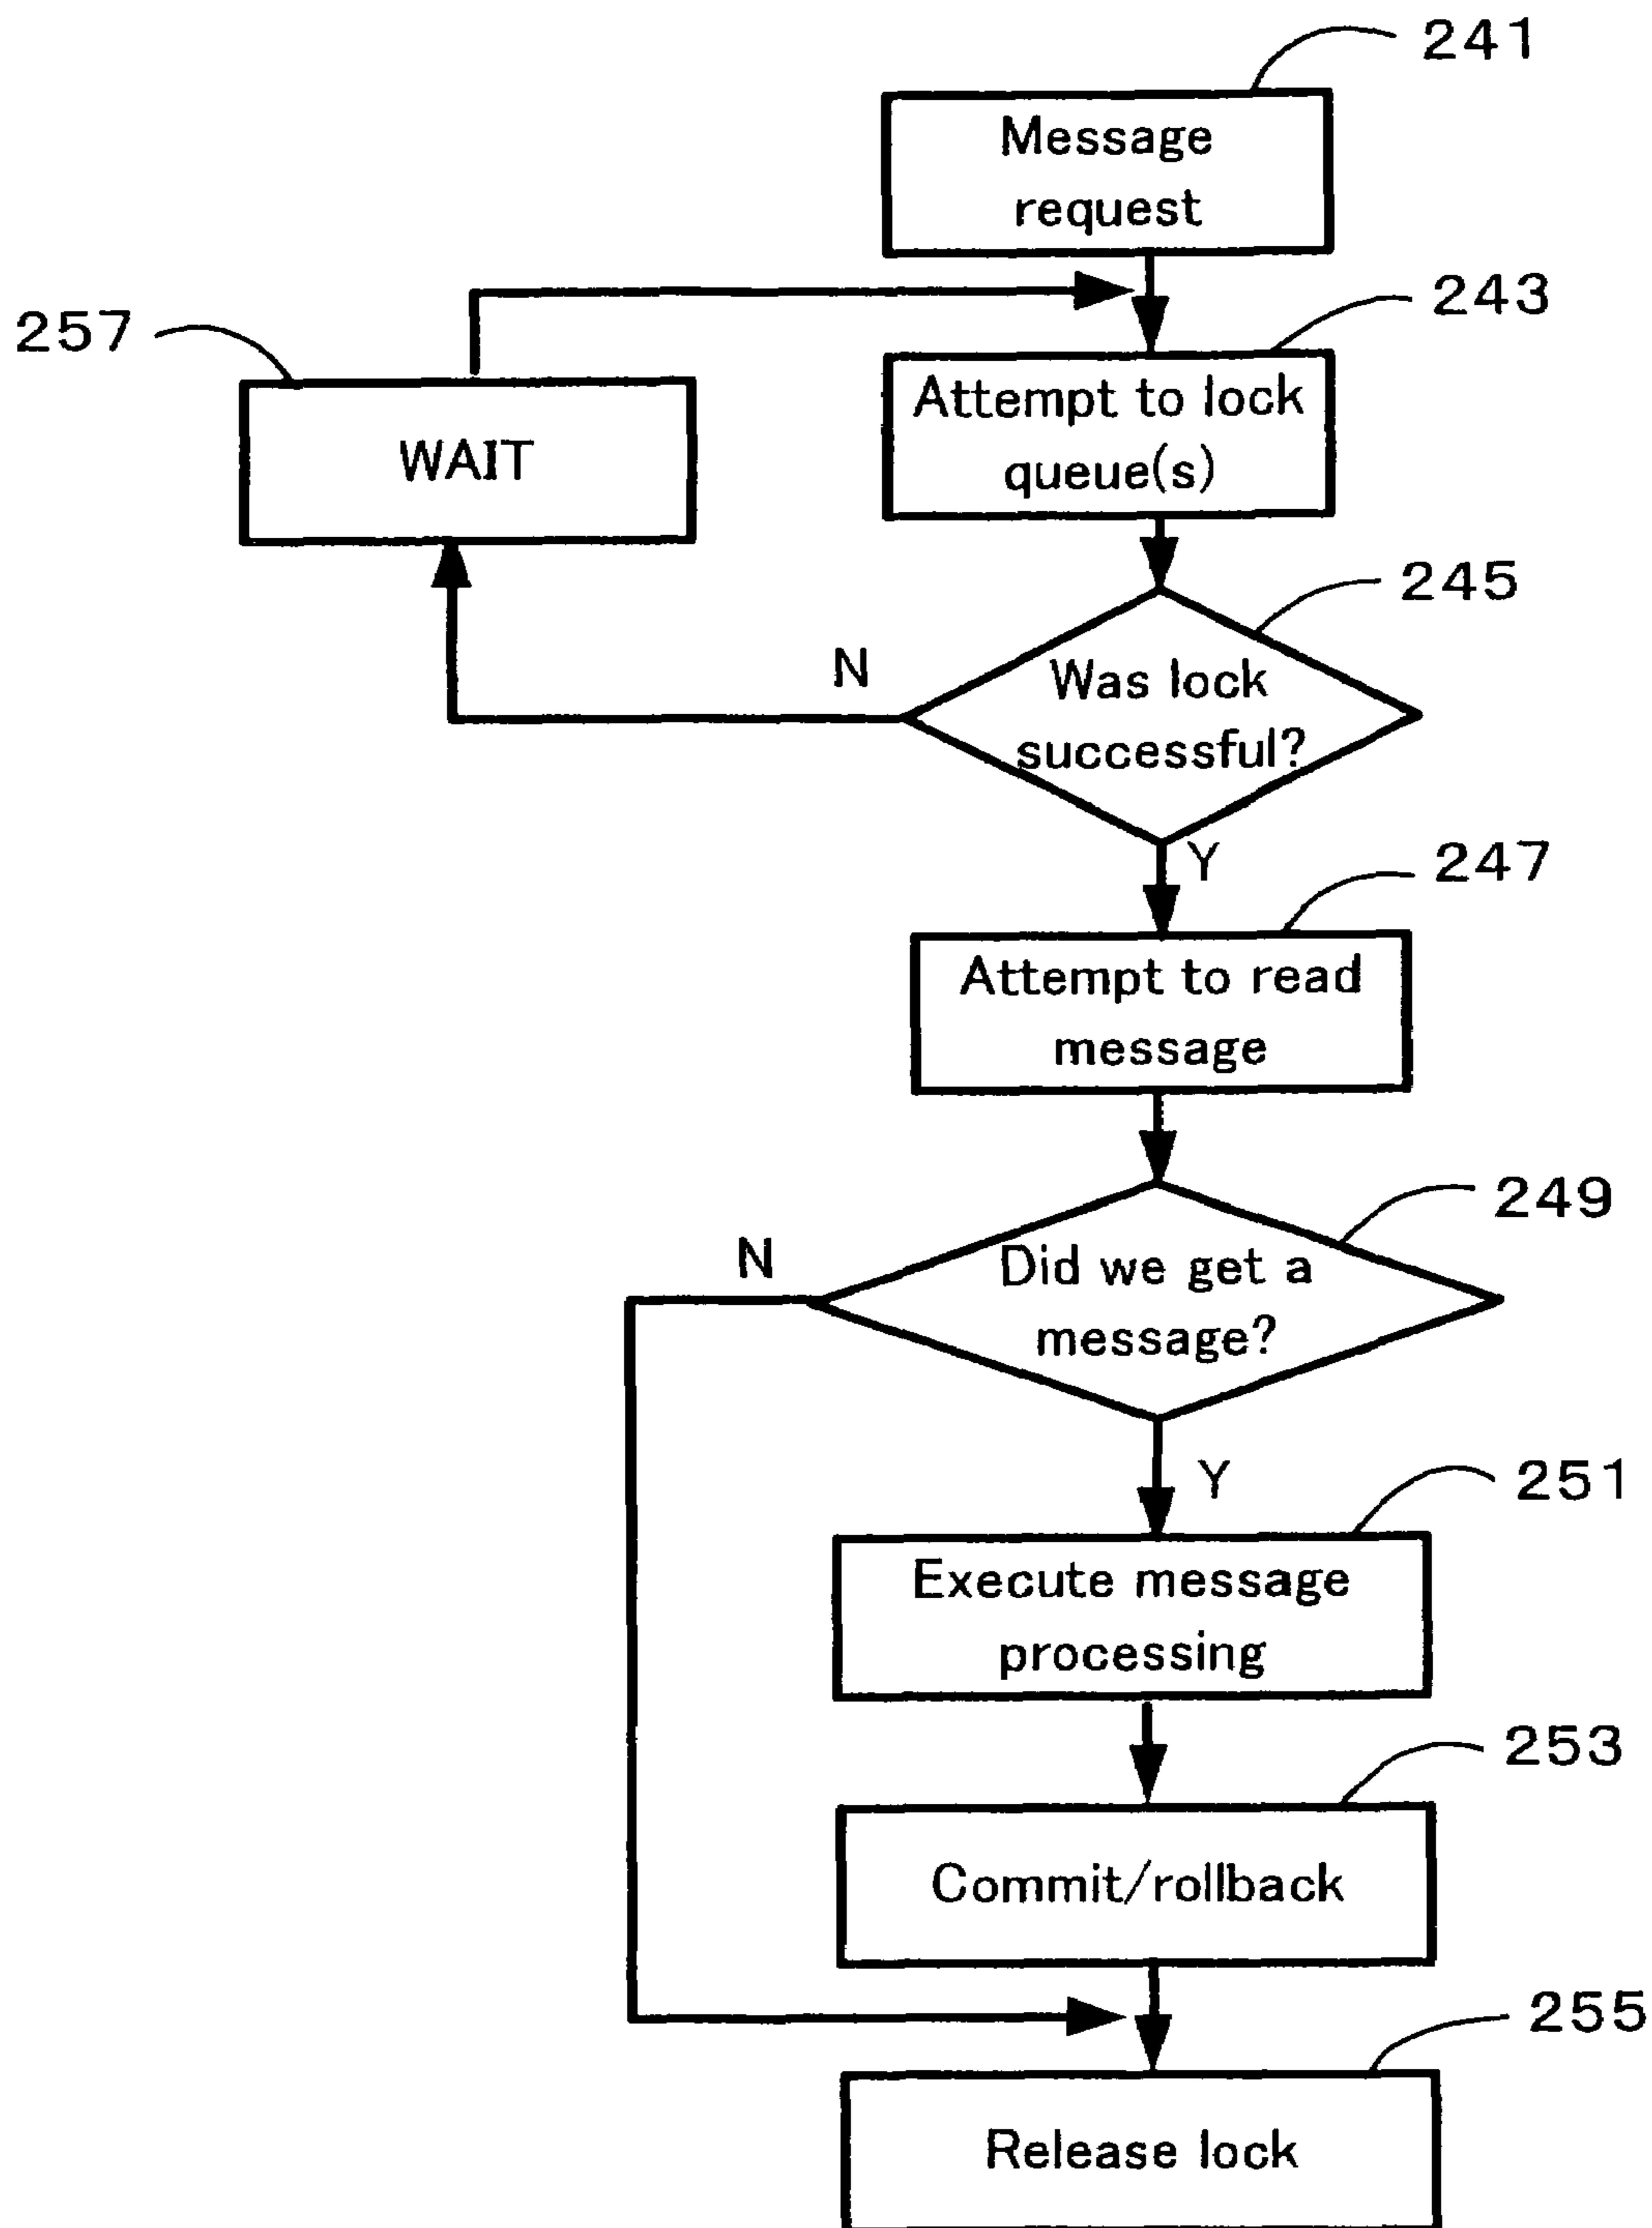 241
Message
request
243
257
Attempt to lock
queue(s)
WAIT
245
N
Was lock
successful?
Y
247
Attempt to read
message
249
N
Did we get a
message?
Y
251
Execute message
processing
253
Commit/rollback
255
Release lock